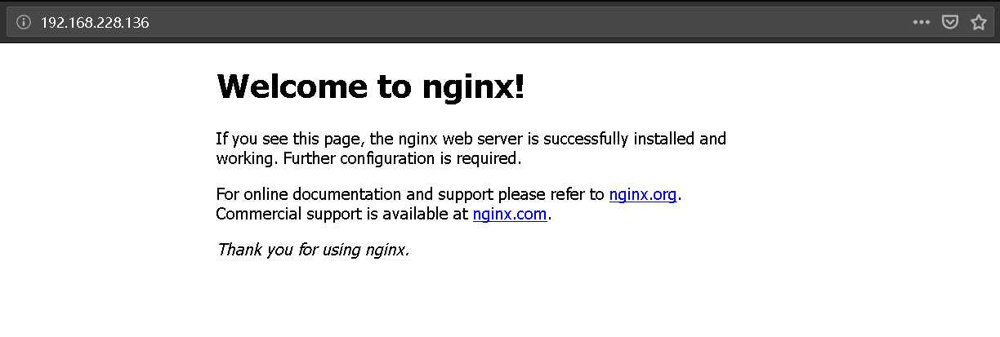 192.168.228.136
Welcome to nginx!
If you see this page, the nginx web server is successfully installed and
working. Further configuration is required.
For online documentation and support please refer to nginx.org.
Commercial support is available at nginx.com.
Thank you for using nginx.